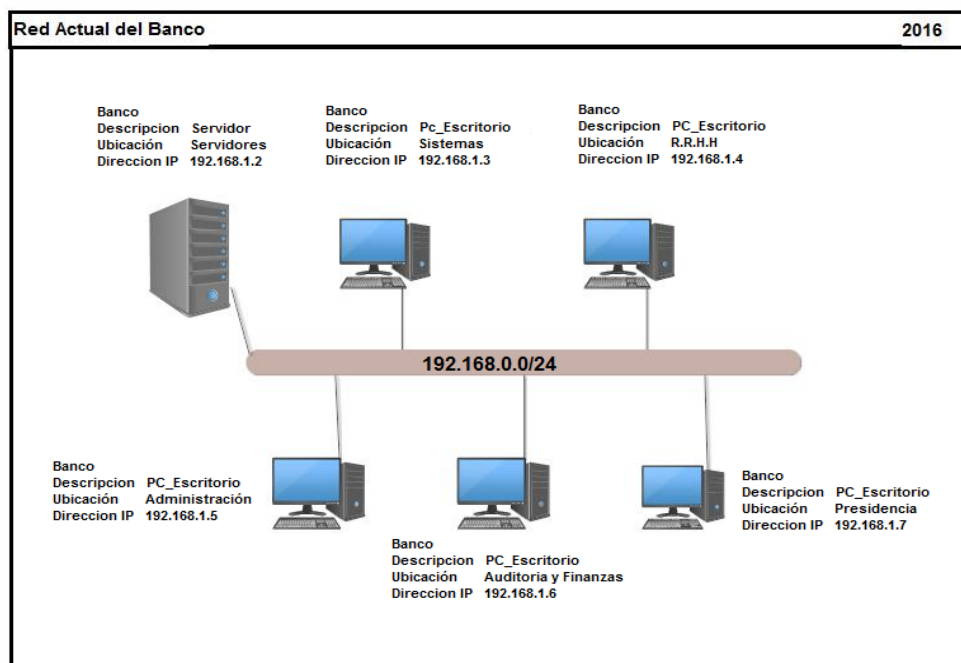 Red Actual del Banco 2016
Banco
Descripcion Servidor
Ubicación Servidores
Direccion IP 192.168.1.2
Banco
Descripcion Pc_Escritorio
Ubicación Sistemas
Direccion IP 192.168.1.3
Banco
Descripcion PC_Escritorio
Ubicación R.R.H.H
Direccion IP 192.168.1.4
192.168.0.0/24
Banco
Descripcion PC_Escritorio
Ubicación Administración
Direccion IP 192.168.1.5
Banco
Descripcion PC_Escritorio
Ubicación Auditoria y Finanzas
Direccion IP 192.168.1.6
Banco
Descripcion PC_Escritorio
Ubicación Presidencia
Direccion IP 192.168.1.7